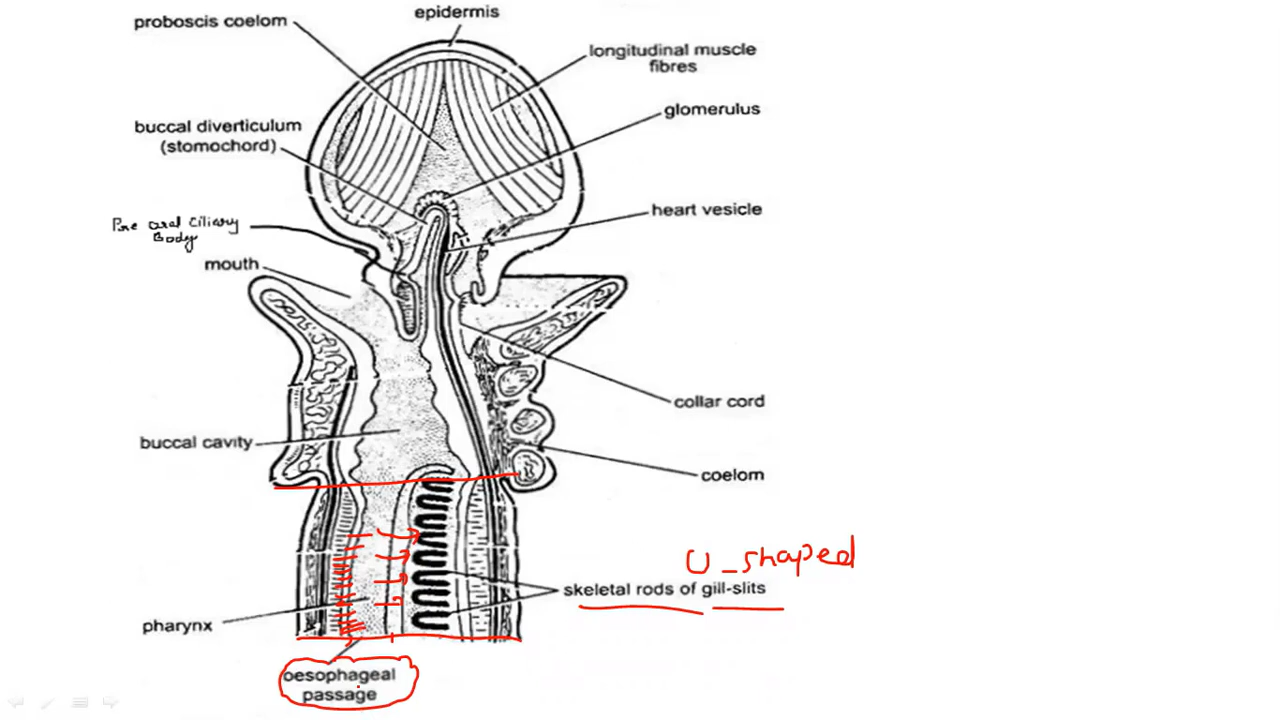 proboscis coelom
epidermis
longitudinal muscle
fibres
glomerulus
buccal diverticulum
(stomochord)
heart vesicle
Pre oral ciliary
Body
mouth
collar cord
buccal cavity
coelom
U_shaped
skeletal rods of gill-slits
pharynx
oesophageal
passage